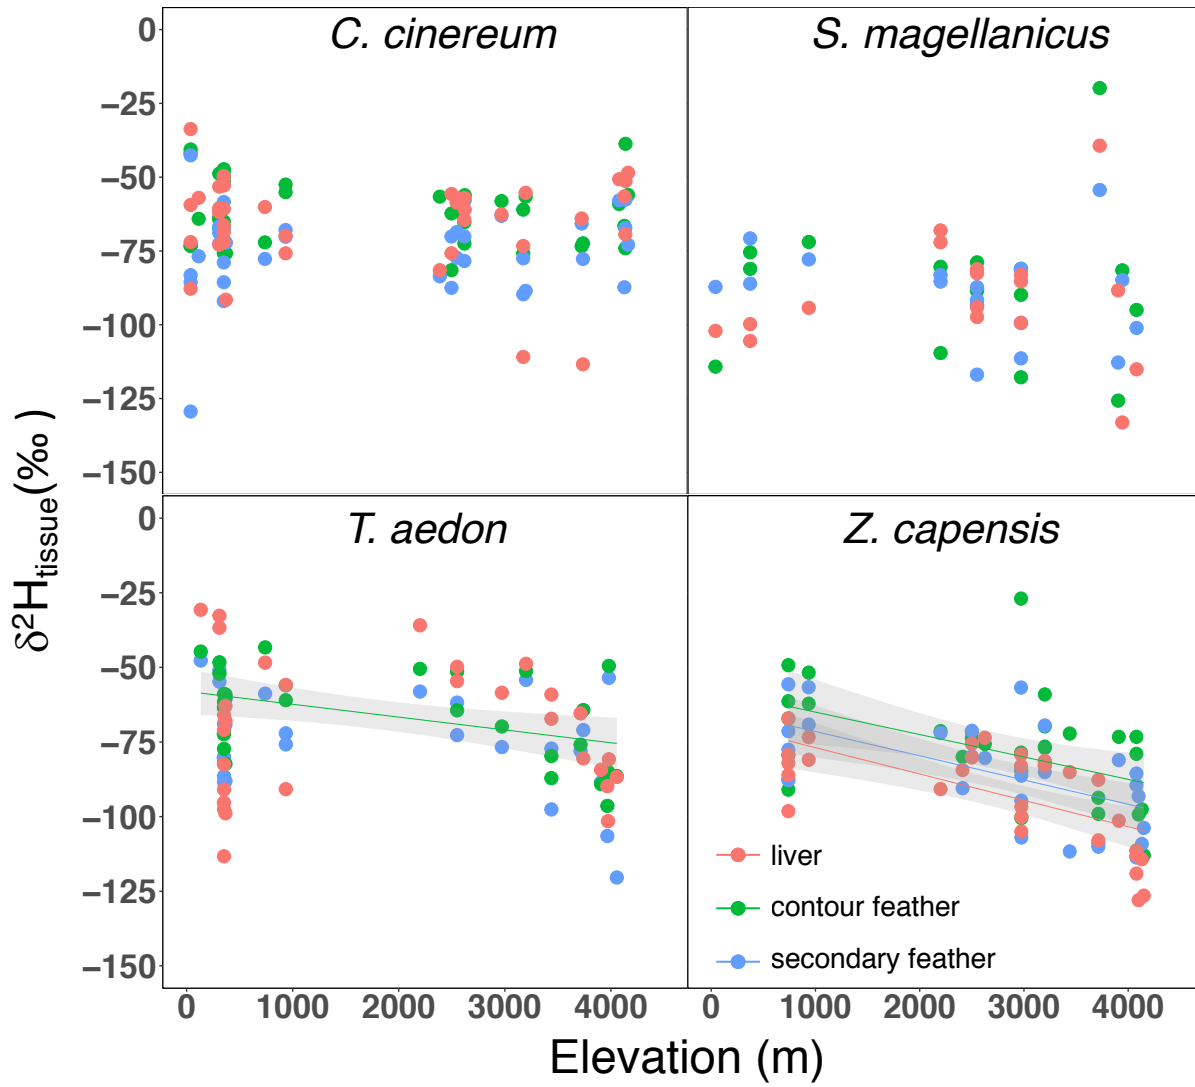 C. cinereum
S. magellanicus
0
−25
−50
−75
−100
−125
−150
T. aedon
Z. capensis
0
−25
−50
−75
−100
−125
−150
liver
contour feather
secondary feather
0 1000 2000 3000 4000
0 1000 2000 3000 4000
Elevation (m)
δ²H_tissue(‰)